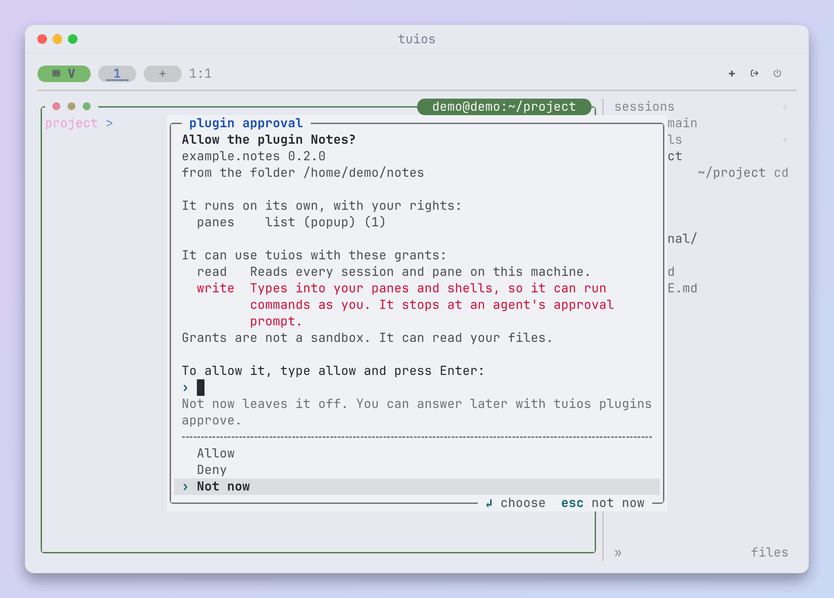 tuios
V 1 + 1:1 +
demo@demo:~/project
sessions +
project >
main
ls +
ct
~/project cd
nal/
d
E.md
plugin approval
Allow the plugin Notes?
example.notes 0.2.0
from the folder /home/demo/notes
It runs on its own, with your rights:
panes list (popup) (1)
It can use tuios with these grants:
read Reads every session and pane on this machine.
write Types into your panes and shells, so it can run
commands as you. It stops at an agent's approval
prompt.
Grants are not a sandbox. It can read your files.
To allow it, type allow and press Enter:
›
Not now leaves it off. You can answer later with tuios plugins
approve.
Allow
Deny
› Not now
↲ choose esc not now
» files